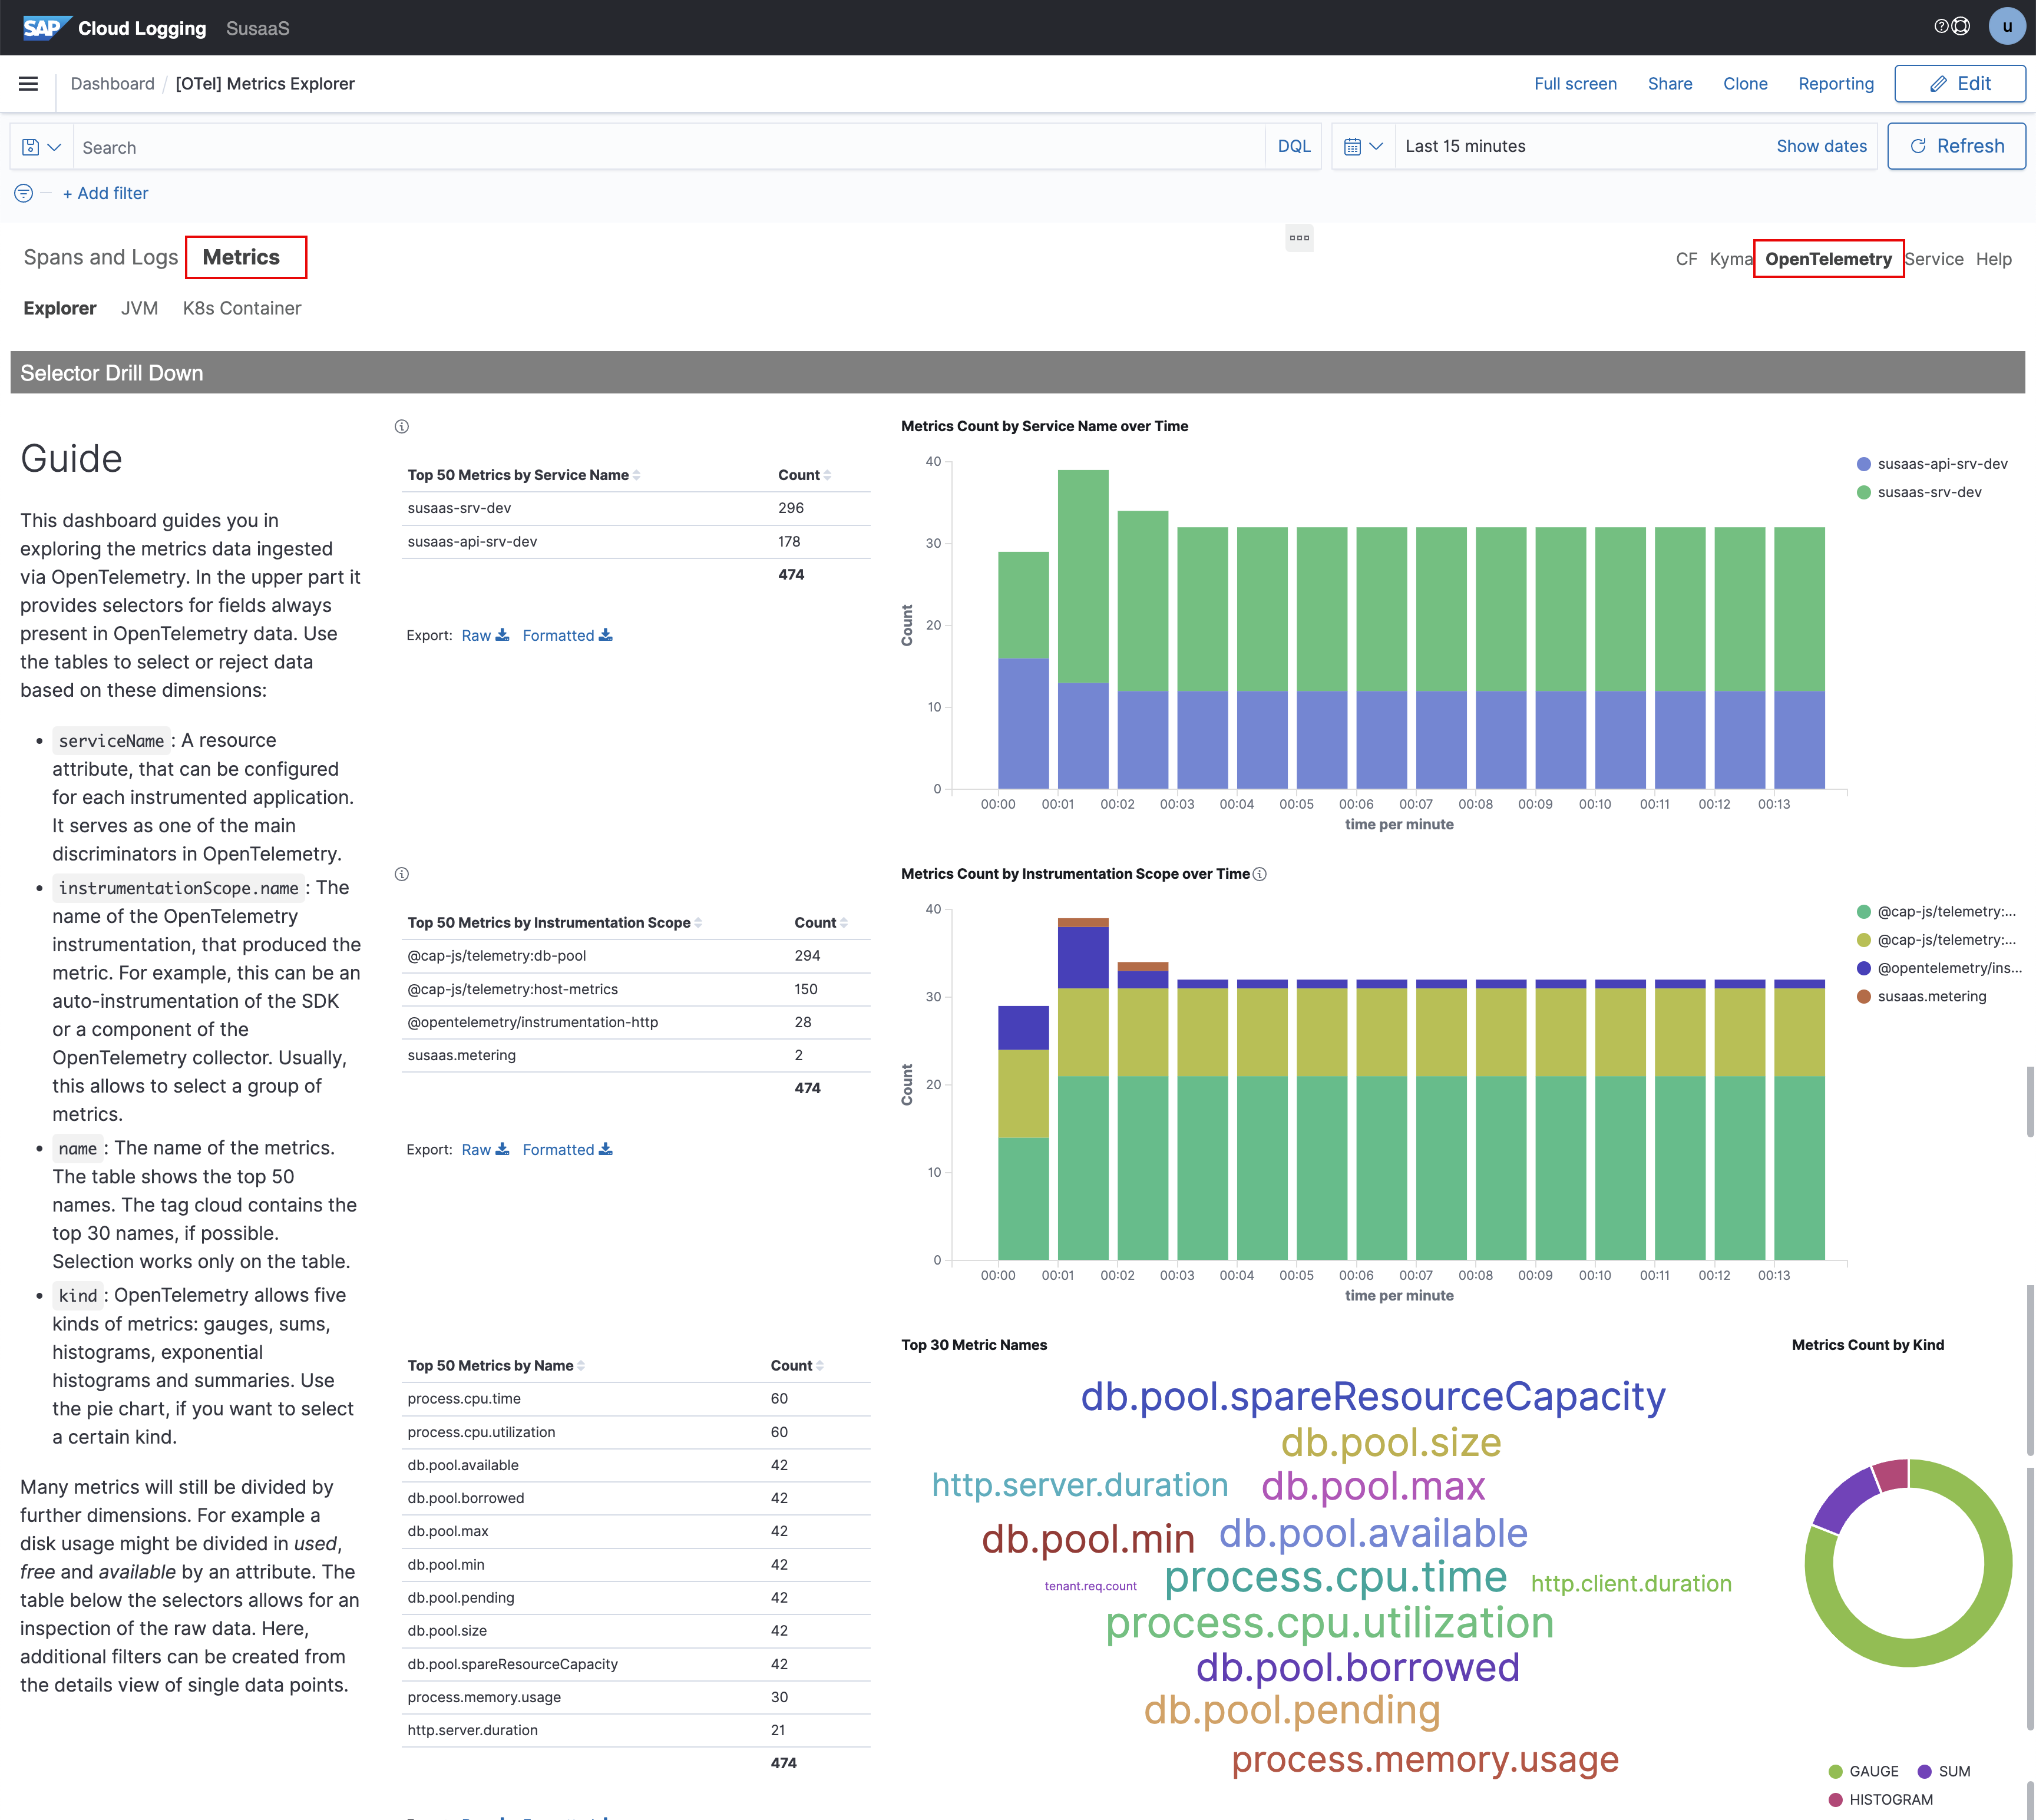 SAP Cloud Logging SusaaS
u
Dashboard / [OTel] Metrics Explorer
Full screen Share Clone Reporting Edit
Search DQL Last 15 minutes Show dates Refresh
+ Add filter
Spans and Logs Metrics
CF Kyma OpenTelemetry Service Help
Explorer JVM K8s Container
Selector Drill Down
Guide
This dashboard guides you in
exploring the metrics data ingested
via OpenTelemetry. In the upper part it
provides selectors for fields always
present in OpenTelemetry data. Use
the tables to select or reject data
based on these dimensions:
• serviceName : A resource
attribute, that can be configured
for each instrumented application.
It serves as one of the main
discriminators in OpenTelemetry.
• instrumentationScope.name : The
name of the OpenTelemetry
instrumentation, that produced the
metric. For example, this can be an
auto-instrumentation of the SDK
or a component of the
OpenTelemetry collector. Usually,
this allows to select a group of
metrics.
• name : The name of the metrics.
The table shows the top 50
names. The tag cloud contains the
top 30 names, if possible.
Selection works only on the table.
• kind : OpenTelemetry allows five
kinds of metrics: gauges, sums,
histograms, exponential
histograms and summaries. Use
the pie chart, if you want to select
a certain kind.
Many metrics will still be divided by
further dimensions. For example a
disk usage might be divided in used,
free and available by an attribute. The
table below the selectors allows for an
inspection of the raw data. Here,
additional filters can be created from
the details view of single data points.
Top 50 Metrics by Service Name Count
susaas-srv-dev 296
susaas-api-srv-dev 178
474
Export: Raw Formatted
Metrics Count by Service Name over Time
40
30
20
10
0
Count
00:00 00:01 00:02 00:03 00:04 00:05 00:06 00:07 00:08 00:09 00:10 00:11 00:12 00:13
time per minute
susaas-api-srv-dev
susaas-srv-dev
Top 50 Metrics by Instrumentation Scope Count
@cap-js/telemetry:db-pool 294
@cap-js/telemetry:host-metrics 150
@opentelemetry/instrumentation-http 28
susaas.metering 2
474
Export: Raw Formatted
Metrics Count by Instrumentation Scope over Time
40
30
20
10
0
Count
00:00 00:01 00:02 00:03 00:04 00:05 00:06 00:07 00:08 00:09 00:10 00:11 00:12 00:13
time per minute
@cap-js/telemetry:...
@cap-js/telemetry:...
@opentelemetry/ins...
susaas.metering
Top 50 Metrics by Name Count
process.cpu.time 60
process.cpu.utilization 60
db.pool.available 42
db.pool.borrowed 42
db.pool.max 42
db.pool.min 42
db.pool.pending 42
db.pool.size 42
db.pool.spareResourceCapacity 42
process.memory.usage 30
http.server.duration 21
474
Top 30 Metric Names
db.pool.spareResourceCapacity
db.pool.size
http.server.duration db.pool.max
db.pool.min db.pool.available
tenant.req.count process.cpu.time http.client.duration
process.cpu.utilization
db.pool.borrowed
db.pool.pending
process.memory.usage
Metrics Count by Kind
GAUGE SUM
HISTOGRAM